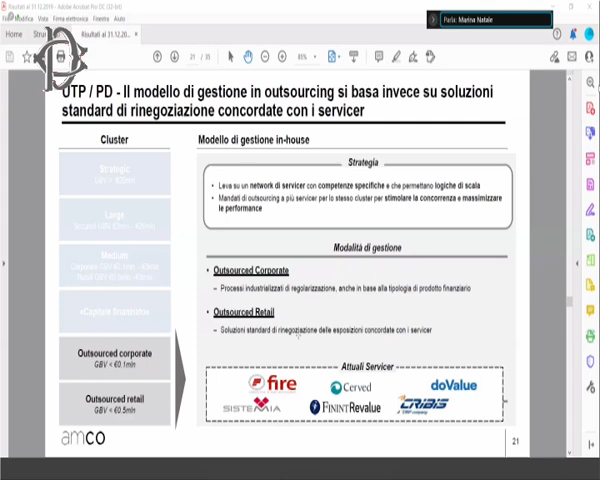 Risultati al 31.12.2019 - Adobe Acrobat Pro DC (32-bit)
File Modifica Vista Firma elettronica Finestra Aiuto
Parla: Marina Natale
Home
Risultati al 31.12.20... ×
21 / 35
85%
UTP / PD - Il modello di gestione in outsourcing si basa invece su soluzioni
standard di rinegoziazione concordate con i servicer
Cluster
Modello di gestione in-house
Strategic
Large
Medium
Outsourced corporate
GBV < €0.1mln
Outsourced retail
GBV < €0.5mln
Strategia
• Leva su un network di servicer con competenze specifiche e che permettano logiche di scala
• Mandati di outsourcing a più servicer per lo stesso cluster per stimolare la concorrenza e massimizzare
le performance
Modalità di gestione
• Outsourced Corporate
– Processi industrializzati di regolarizzazione, anche in base alla tipologia di prodotto finanziario
• Outsourced Retail
– Soluzioni standard di rinegoziazione delle esposizioni concordate con i servicer
Attuali Servicer
fire
Cerved
doValue
SISTEMIA
FININTREvalue
CRIBIS
amco
21